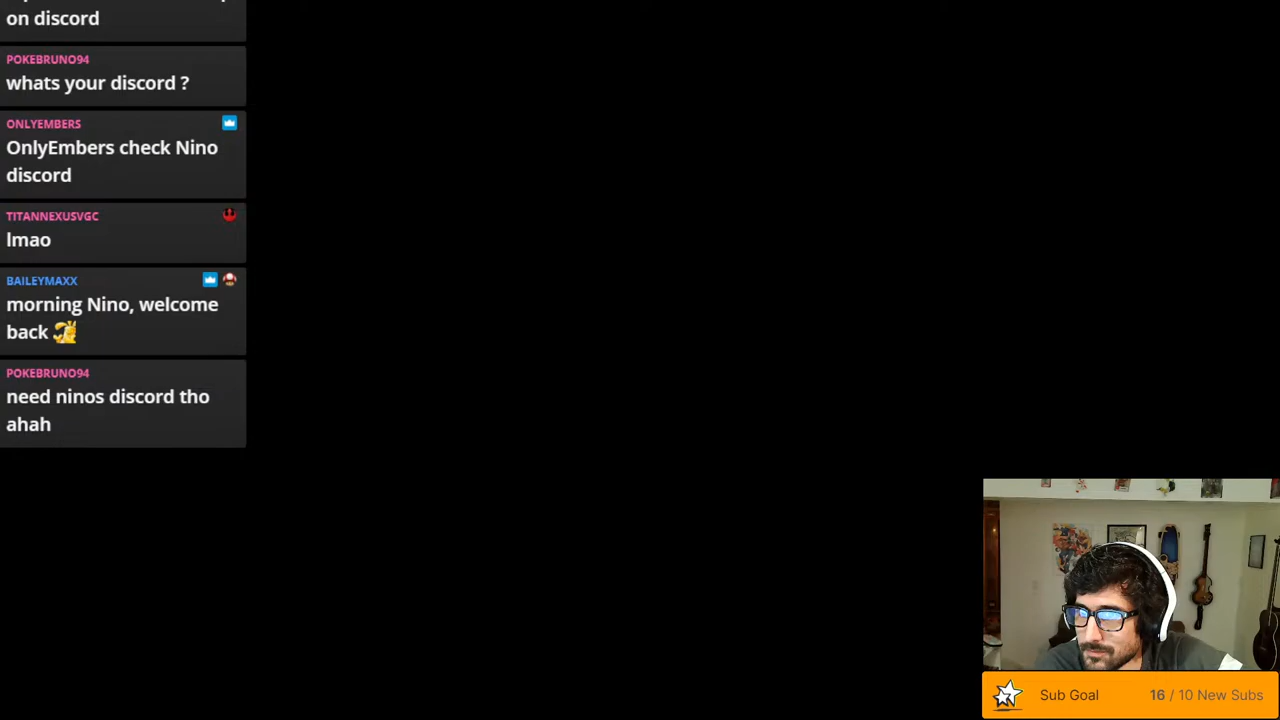 on discord
POKEBRUNO94
whats your discord ?
ONLYEMBERS
OnlyEmbers check Nino
discord
TITANNEXUSVGC
lmao
BAILEYMAXX
morning Nino, welcome
back
POKEBRUNO94
need ninos discord tho
ahah
Sub Goal
16 / 10 New Subs